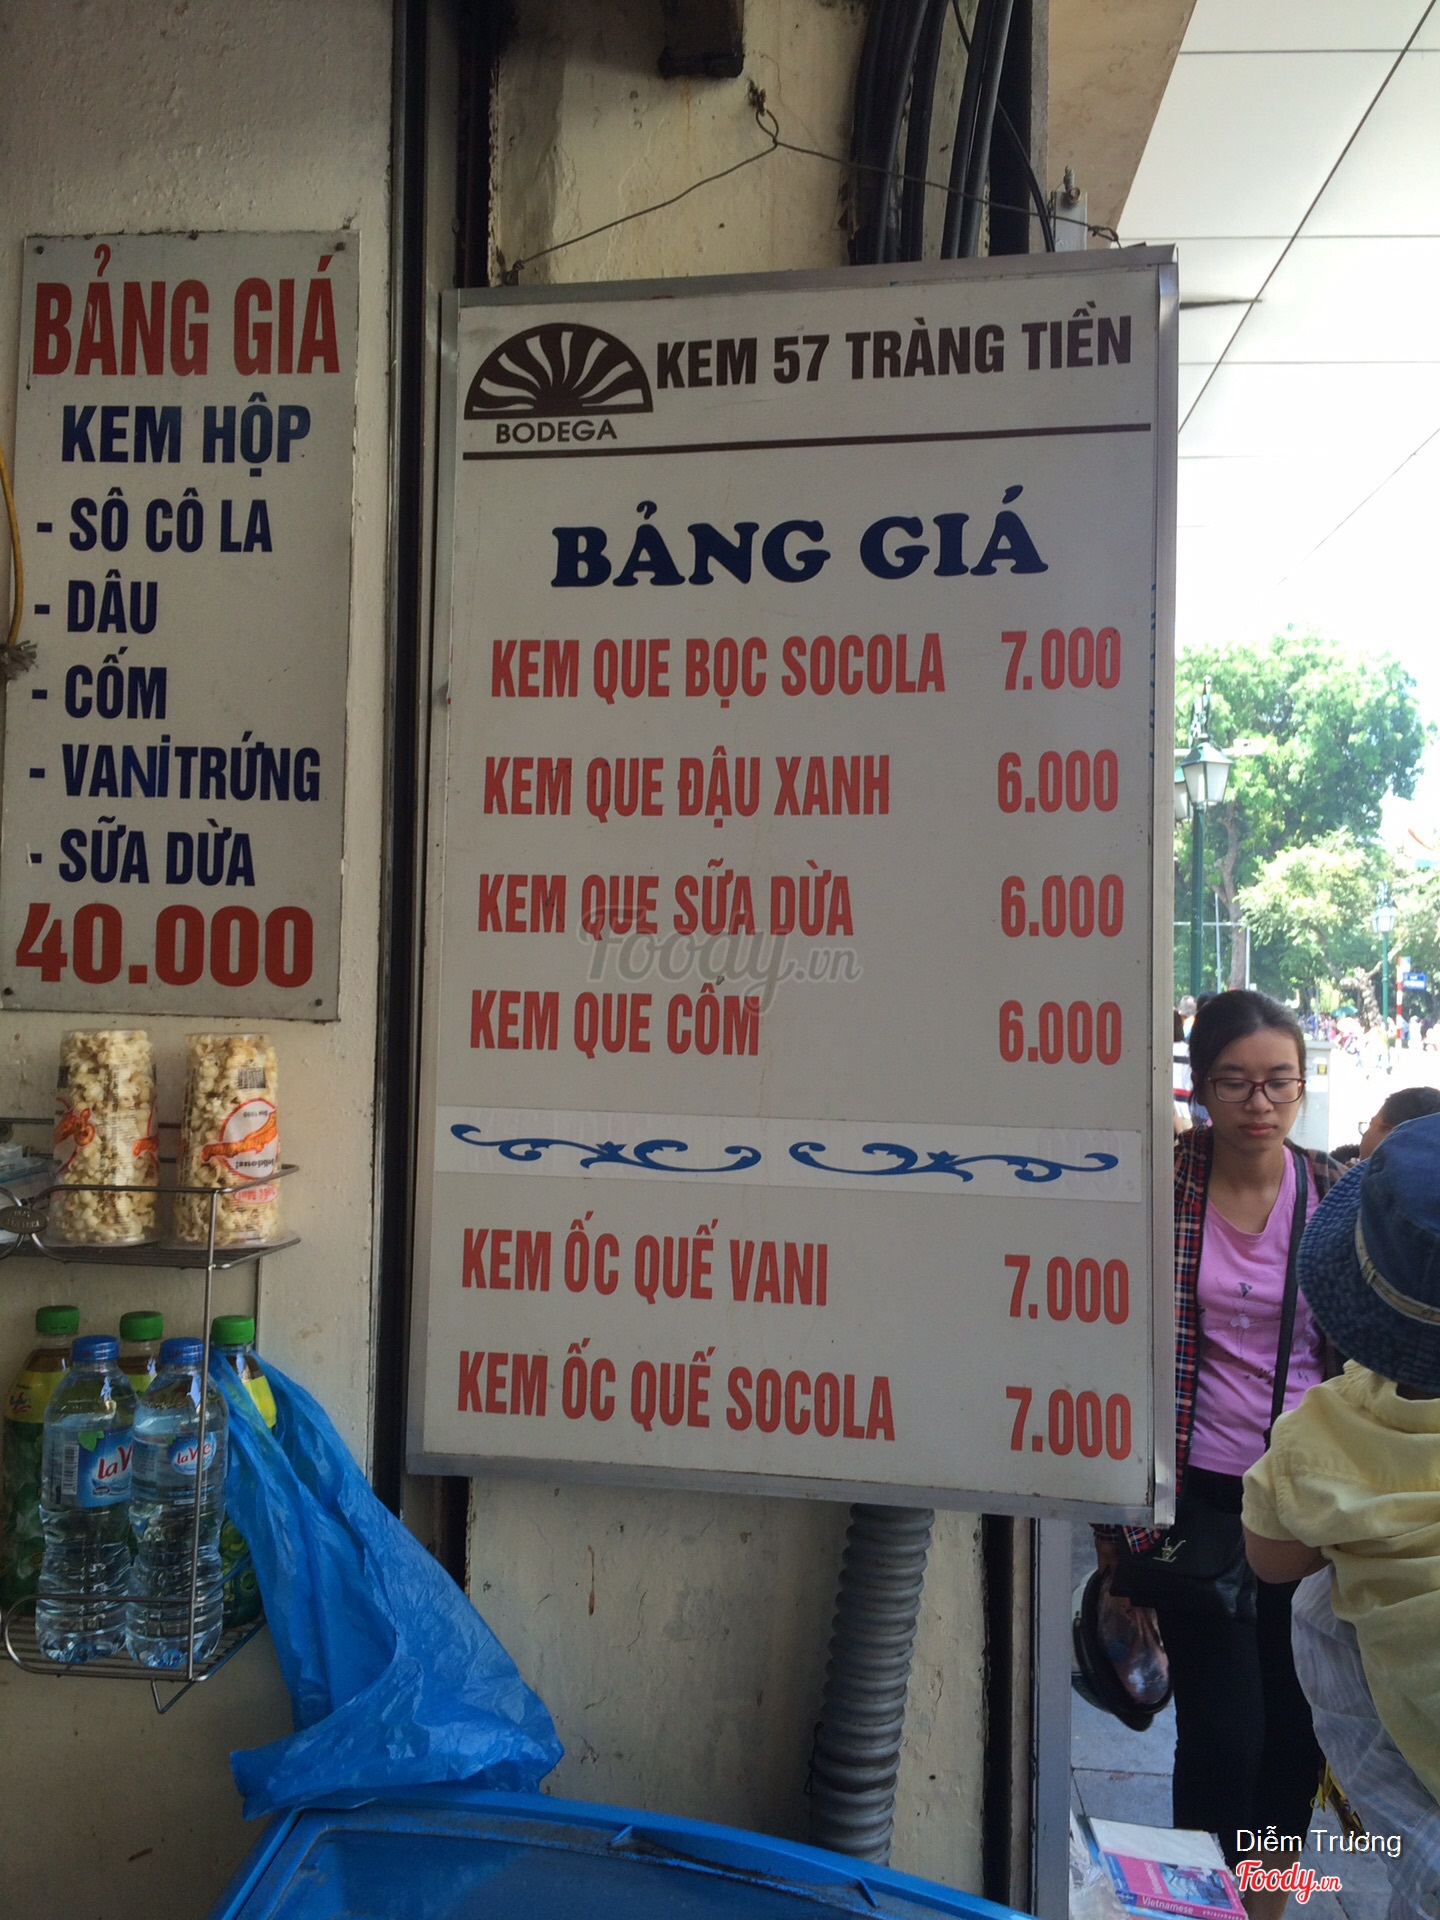 BẢNG GIÁ
KEM HỘP
- SÔ CÔ LA
- DÂU
- CỐM
- VANiTRỨNG
- SỮA DỪA
40.000
KEM 57 TRÀNG TIỀN
BODEGA
BẢNG GIÁ
KEM QUE BỌC SOCOLA 7.000
KEM QUE ĐẬU XANH 6.000
KEM QUE SỮA DỪA 6.000
KEM QUE CỐM 6.000
KEM ỐC QUẾ VANI 7.000
KEM ỐC QUẾ SOCOLA 7.000
Foody.vn
laVie
Vietnamese
Diễm Trương
Foody.vn